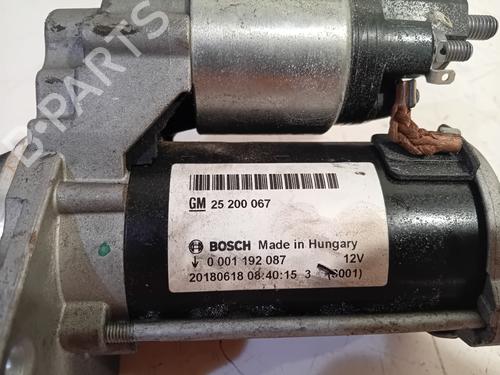 B-PARTS
GM 25 200 067
BOSCH Made in Hungary
0 001 192 087 12V
20180618 08:40:15 3 (S001)